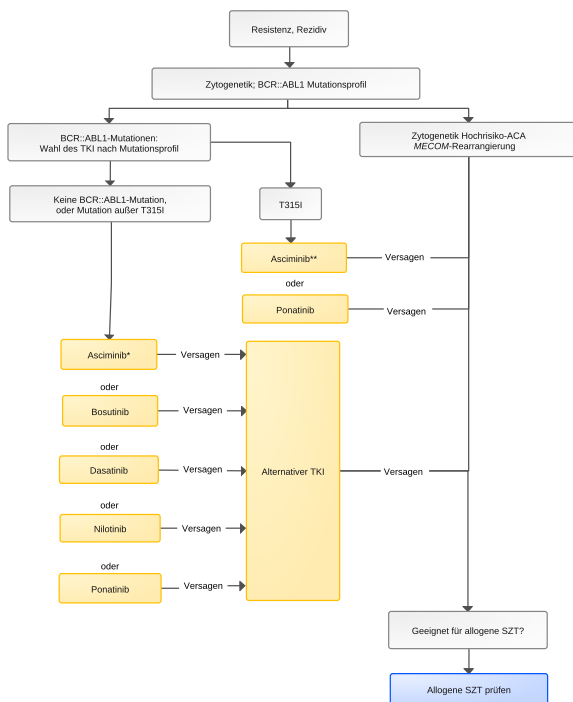 Resistenz, Rezidiv
Zytogenetik; BCR::ABL1 Mutationsprofil
BCR::ABL1-Mutationen:
Wahl des TKI nach Mutationsprofil
Zytogenetik Hochrisiko-ACA
MECOM-Rearrangierung
Keine BCR::ABL1-Mutation,
oder Mutation außer T315I
T315I
Asciminib**
Versagen
oder
Ponatinib
Versagen
Asciminib*
Versagen
oder
Bosutinib
Versagen
oder
Dasatinib
Versagen
Alternativer TKI
Versagen
oder
Nilotinib
Versagen
oder
Ponatinib
Versagen
Geeignet für allogene SZT?
Allogene SZT prüfen